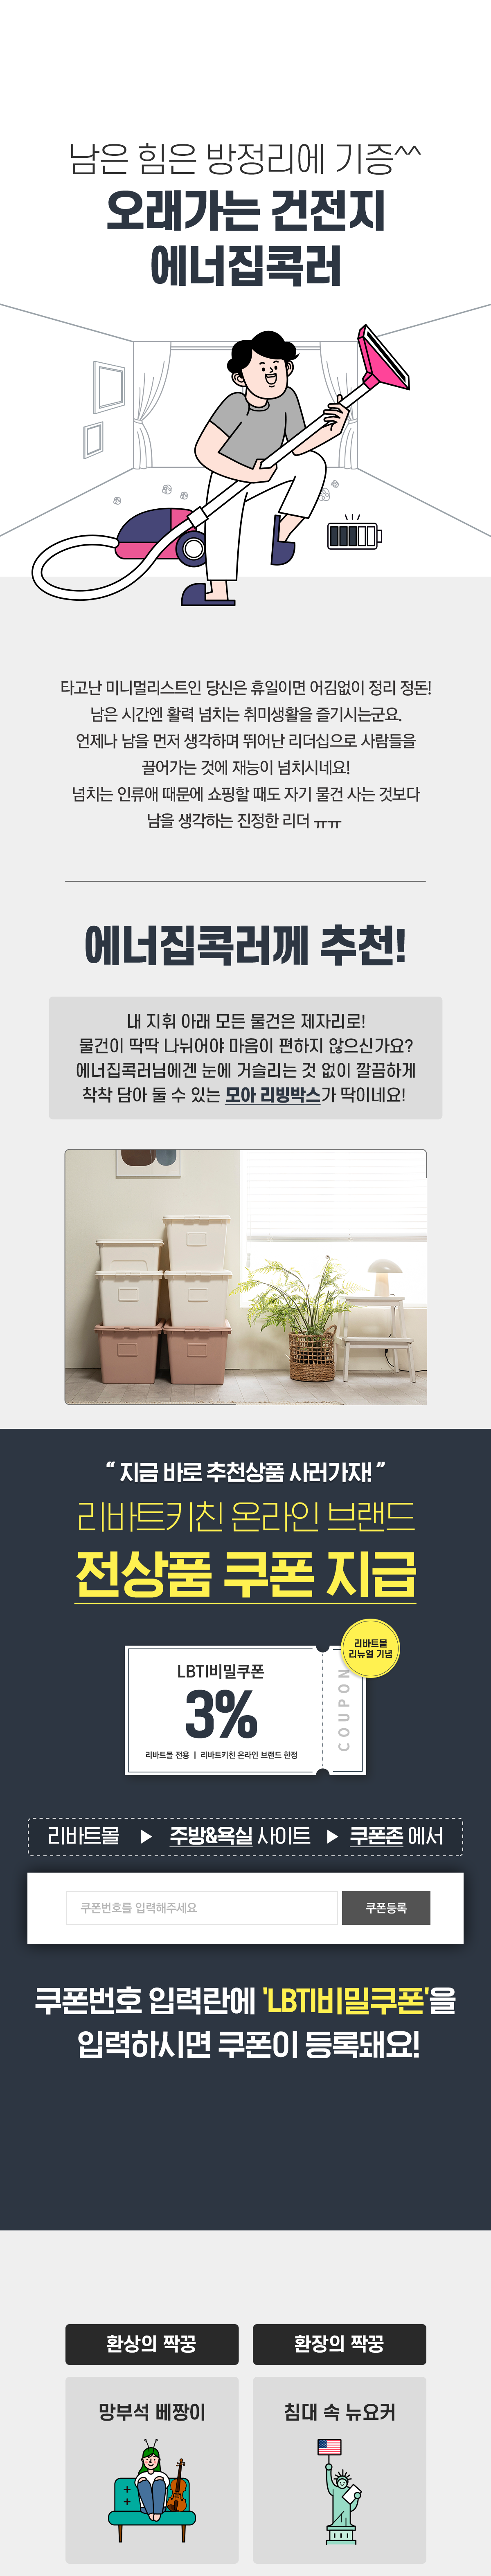 남은 힘은 방정리에 기증^^
오래가는 건전지
에너집콕러
타고난 미니멀리스트인 당신은 휴일이면 어김없이 정리 정돈!
남은 시간엔 활력 넘치는 취미생활을 즐기시는군요.
언제나 남을 먼저 생각하며 뛰어난 리더십으로 사람들을
끌어가는 것에 재능이 넘치시네요!
넘치는 인류애 때문에 쇼핑할 때도 자기 물건 사는 것보다
남을 생각하는 진정한 리더 ㅠㅠ
에너집콕러께 추천!
내 지휘 아래 모든 물건은 제자리로!
물건이 딱딱 나뉘어야 마음이 편하지 않으신가요?
에너집콕러님에겐 눈에 거슬리는 것 없이 깔끔하게
착착 담아 둘 수 있는 모아 리빙박스가 딱이네요!
“ 지금 바로 추천상품 사러가자! ”
리바트키친 온라인 브랜드
전상품 쿠폰 지급
리바트몰
리뉴얼 기념
LBTI비밀쿠폰
3%
리바트몰 전용 | 리바트키친 온라인 브랜드 한정
COUPON
리바트몰 ▶ 주방&욕실 사이트 ▶ 쿠폰존 에서
쿠폰번호를 입력해주세요
쿠폰등록
쿠폰번호 입력란에 'LBTI비밀쿠폰'을
입력하시면 쿠폰이 등록돼요!
환상의 짝꿍
환장의 짝꿍
망부석 베짱이
침대 속 뉴요커